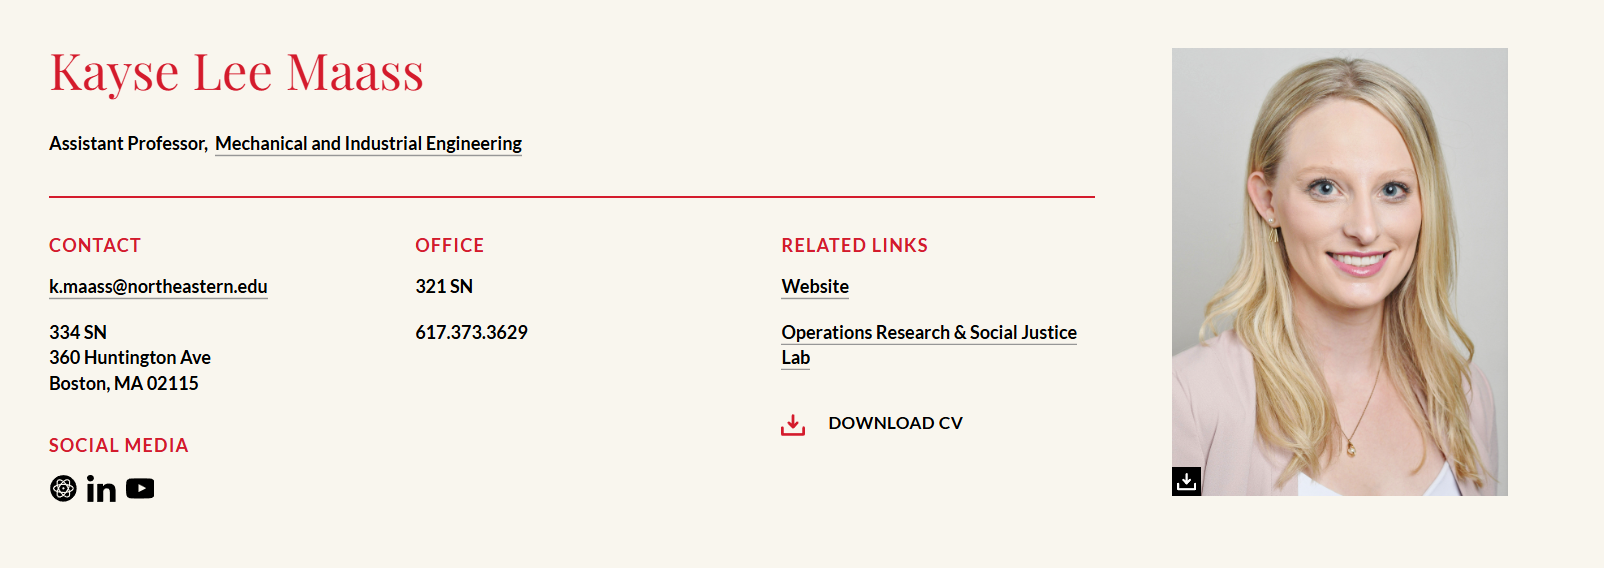 Kayse Lee Maass
Assistant Professor, Mechanical and Industrial Engineering
CONTACT
k.maass@northeastern.edu
334 SN
360 Huntington Ave
Boston, MA 02115
SOCIAL MEDIA
in
OFFICE
321 SN
617.373.3629
RELATED LINKS
Website
Operations Research & Social Justice
Lab
DOWNLOAD CV